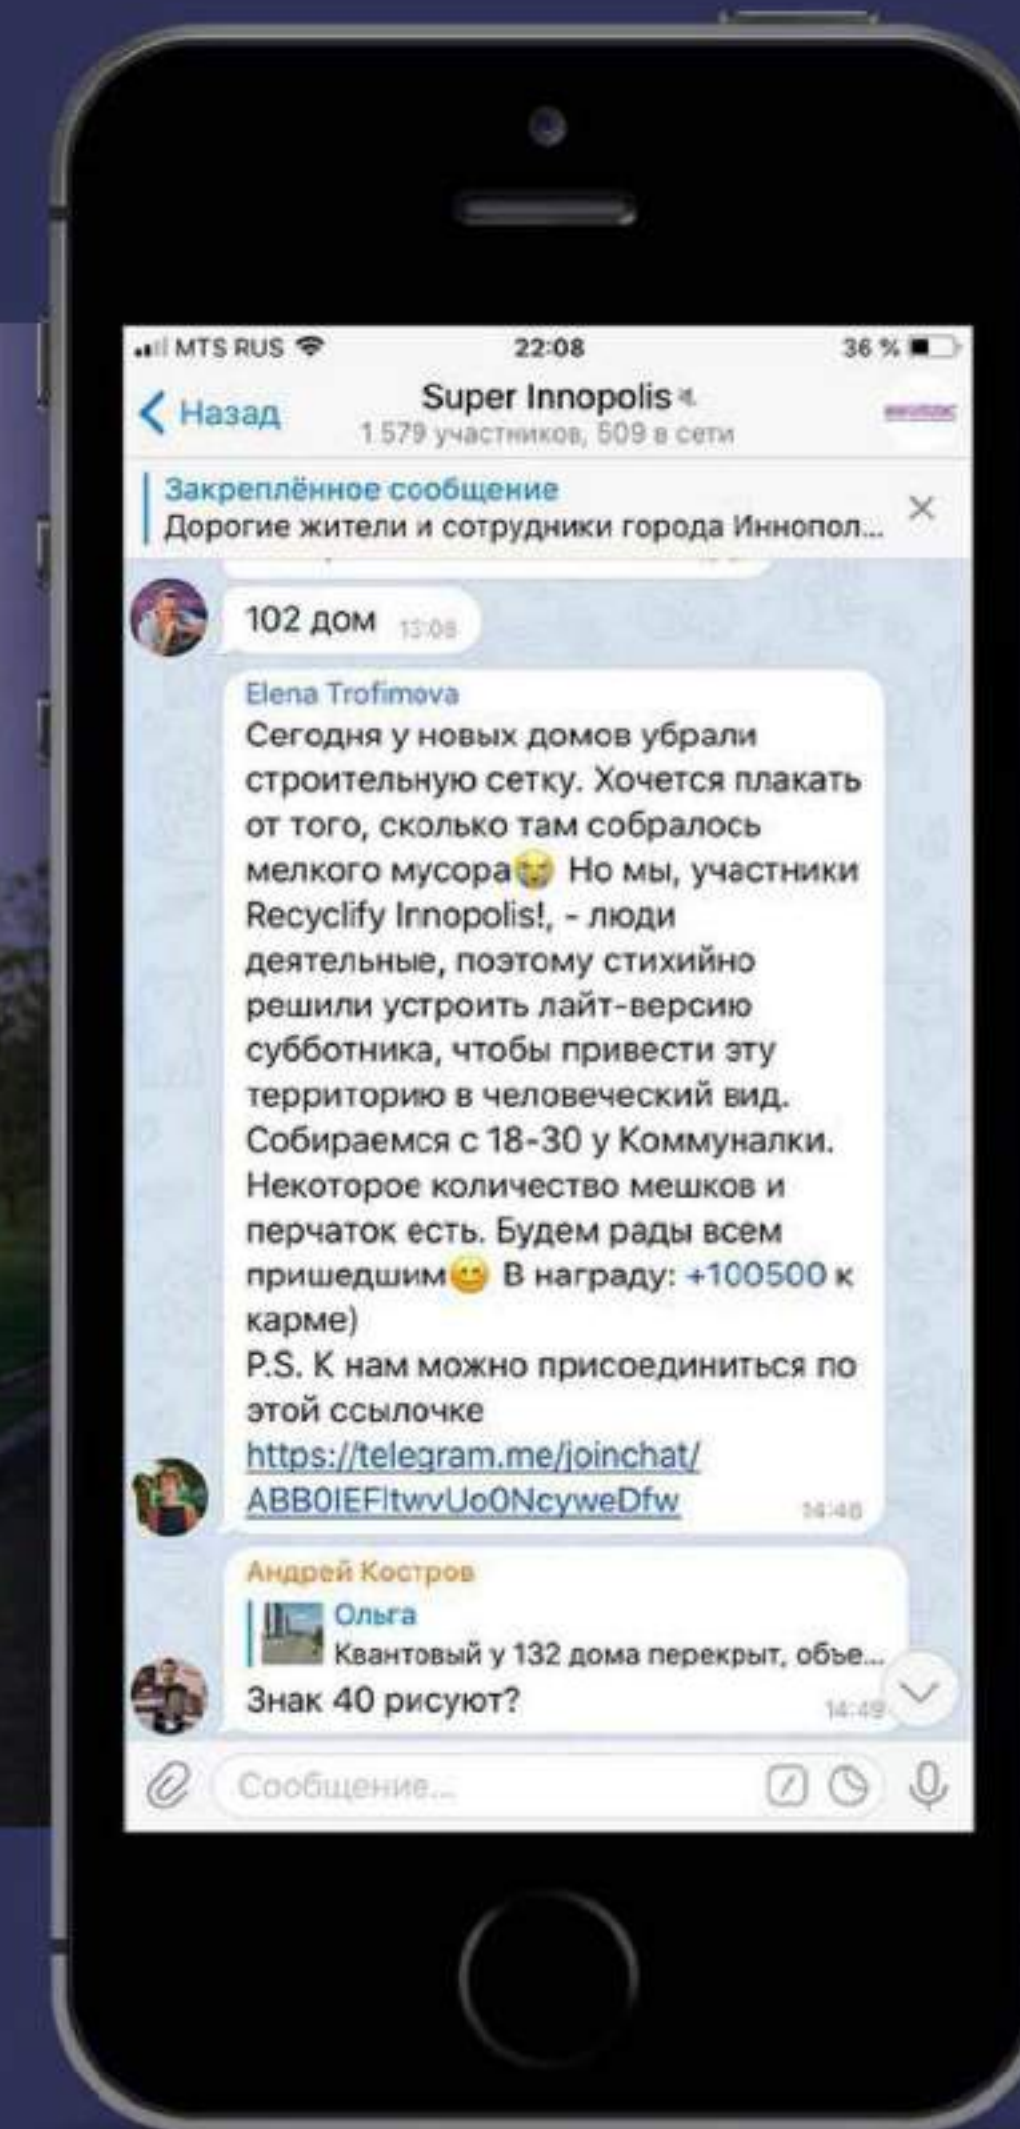 MTS RUS 22:08 36 %
Назад Super Innopolis
1 579 участников, 509 в сети
Закреплённое сообщение
Дорогие жители и сотрудники города Иннопол...
102 дом 13:08
Elena Trofimova
Сегодня у новых домов убрали
строительную сетку. Хочется плакать
от того, сколько там собралось
мелкого мусора😭 Но мы, участники
Recyclify Innopolis!, - люди
деятельные, поэтому стихийно
решили устроить лайт-версию
субботника, чтобы привести эту
территорию в человеческий вид.
Собираемся с 18-30 у Коммуналки.
Некоторое количество мешков и
перчаток есть. Будем рады всем
пришедшим😊 В награду: +100500 к
карме)
P.S. К нам можно присоединиться по
этой ссылочке
https://telegram.me/joinchat/
ABB0IEFltwvUo0NcyweDfw 14:46
Андрей Костров
Ольга
Квантовый у 132 дома перекрыт, объе...
Знак 40 рисуют? 14:49
Сообщение...